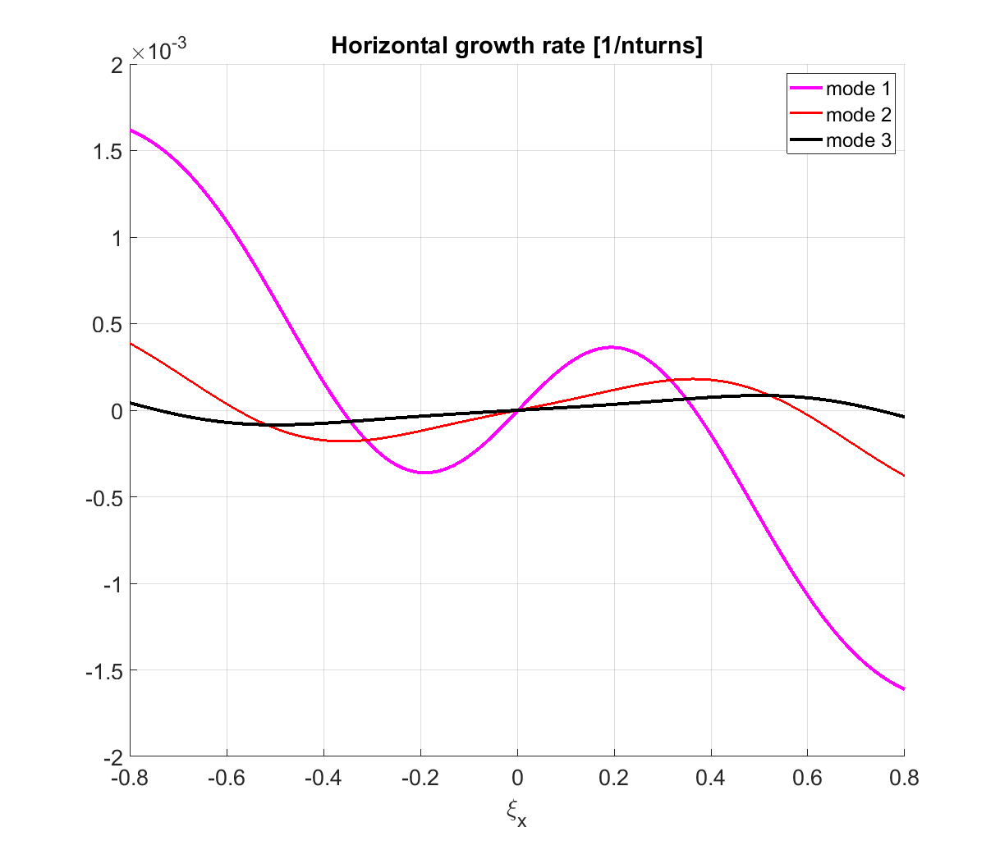 Horizontal growth rate [1/nturns]
×10-3
2
1.5
1
0.5
0
-0.5
-1
-1.5
-2
mode 1
mode 2
mode 3
-0.8 -0.6 -0.4 -0.2 0 0.2 0.4 0.6 0.8
ξx